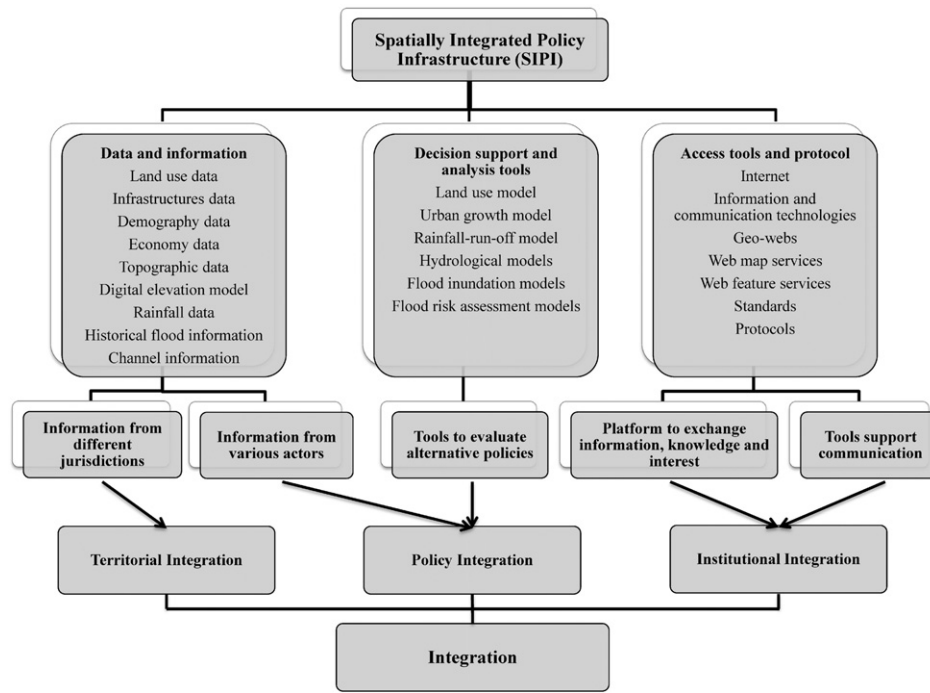 Spatially Integrated Policy
Infrastructure (SIPI)
Data and information
Land use data
Infrastructures data
Demography data
Economy data
Topographic data
Digital elevation model
Rainfall data
Historical flood information
Channel information
Decision support and
analysis tools
Land use model
Urban growth model
Rainfall-run-off model
Hydrological models
Flood inundation models
Flood risk assessment models
Access tools and protocol
Internet
Information and
communication technologies
Geo-webs
Web map services
Web feature services
Standards
Protocols
Information from
different
jurisdictions
Information from
various actors
Tools to evaluate
alternative policies
Platform to exchange
information, knowledge and
interest
Tools support
communication
Territorial Integration
Policy Integration
Institutional Integration
Integration